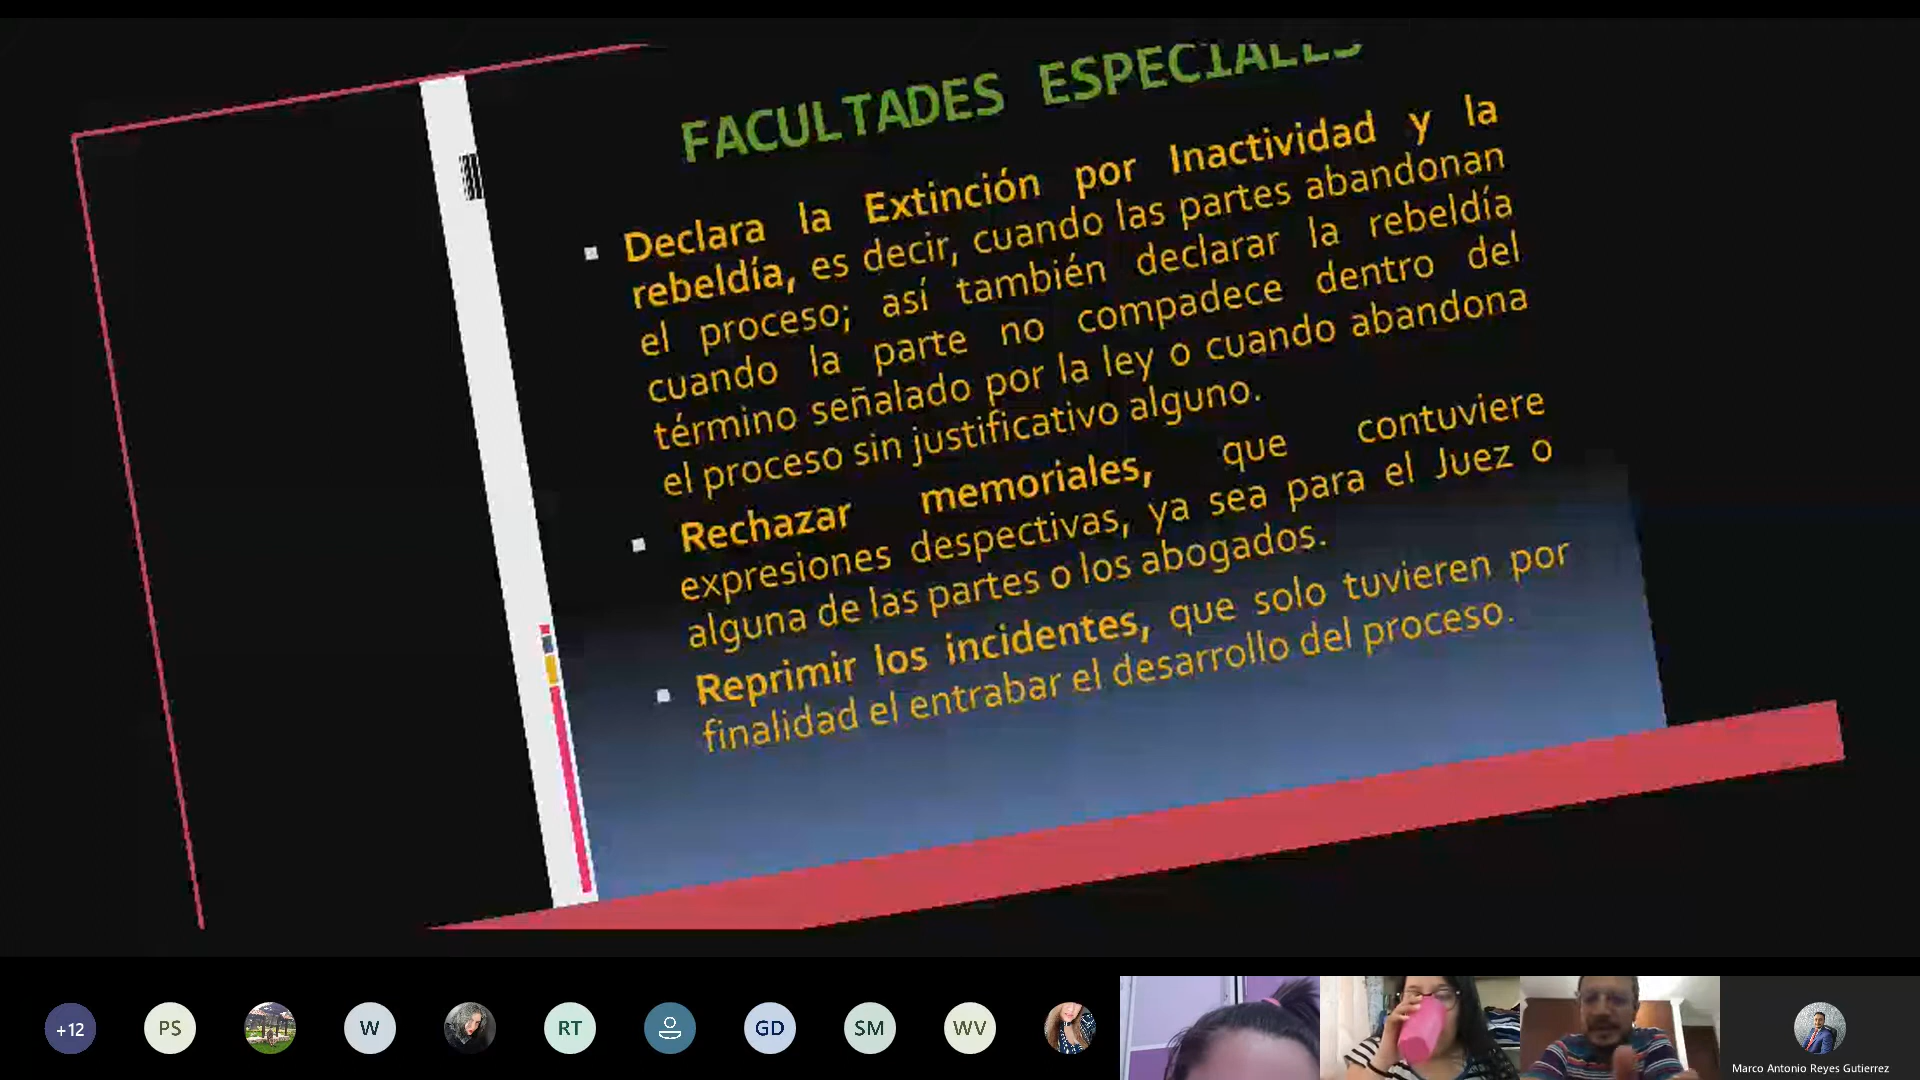 FACULTADES ESPECIALES
Declara la Extinción por Inactividad y la
rebeldía, es decir, cuando las partes abandonan
el proceso; así también declarar la rebeldía
cuando la parte no compadece dentro del
término señalado por la ley o cuando abandona
el proceso sin justificativo alguno.
Rechazar memoriales, que contuviere
expresiones despectivas, ya sea para el Juez o
alguna de las partes o los abogados.
Reprimir los incidentes, que solo tuvieren por
finalidad el entrabar el desarrollo del proceso.
+12
PS
W
RT
GD
SM
WV
Marco Antonio Reyes Gutierrez